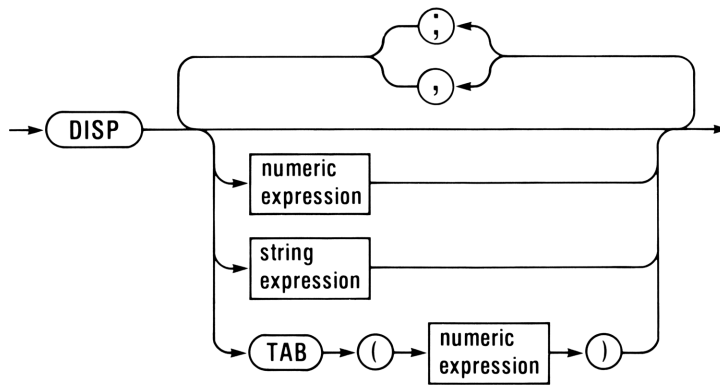 ;
,
DISP
numeric
expression
string
expression
TAB ( numeric
expression )